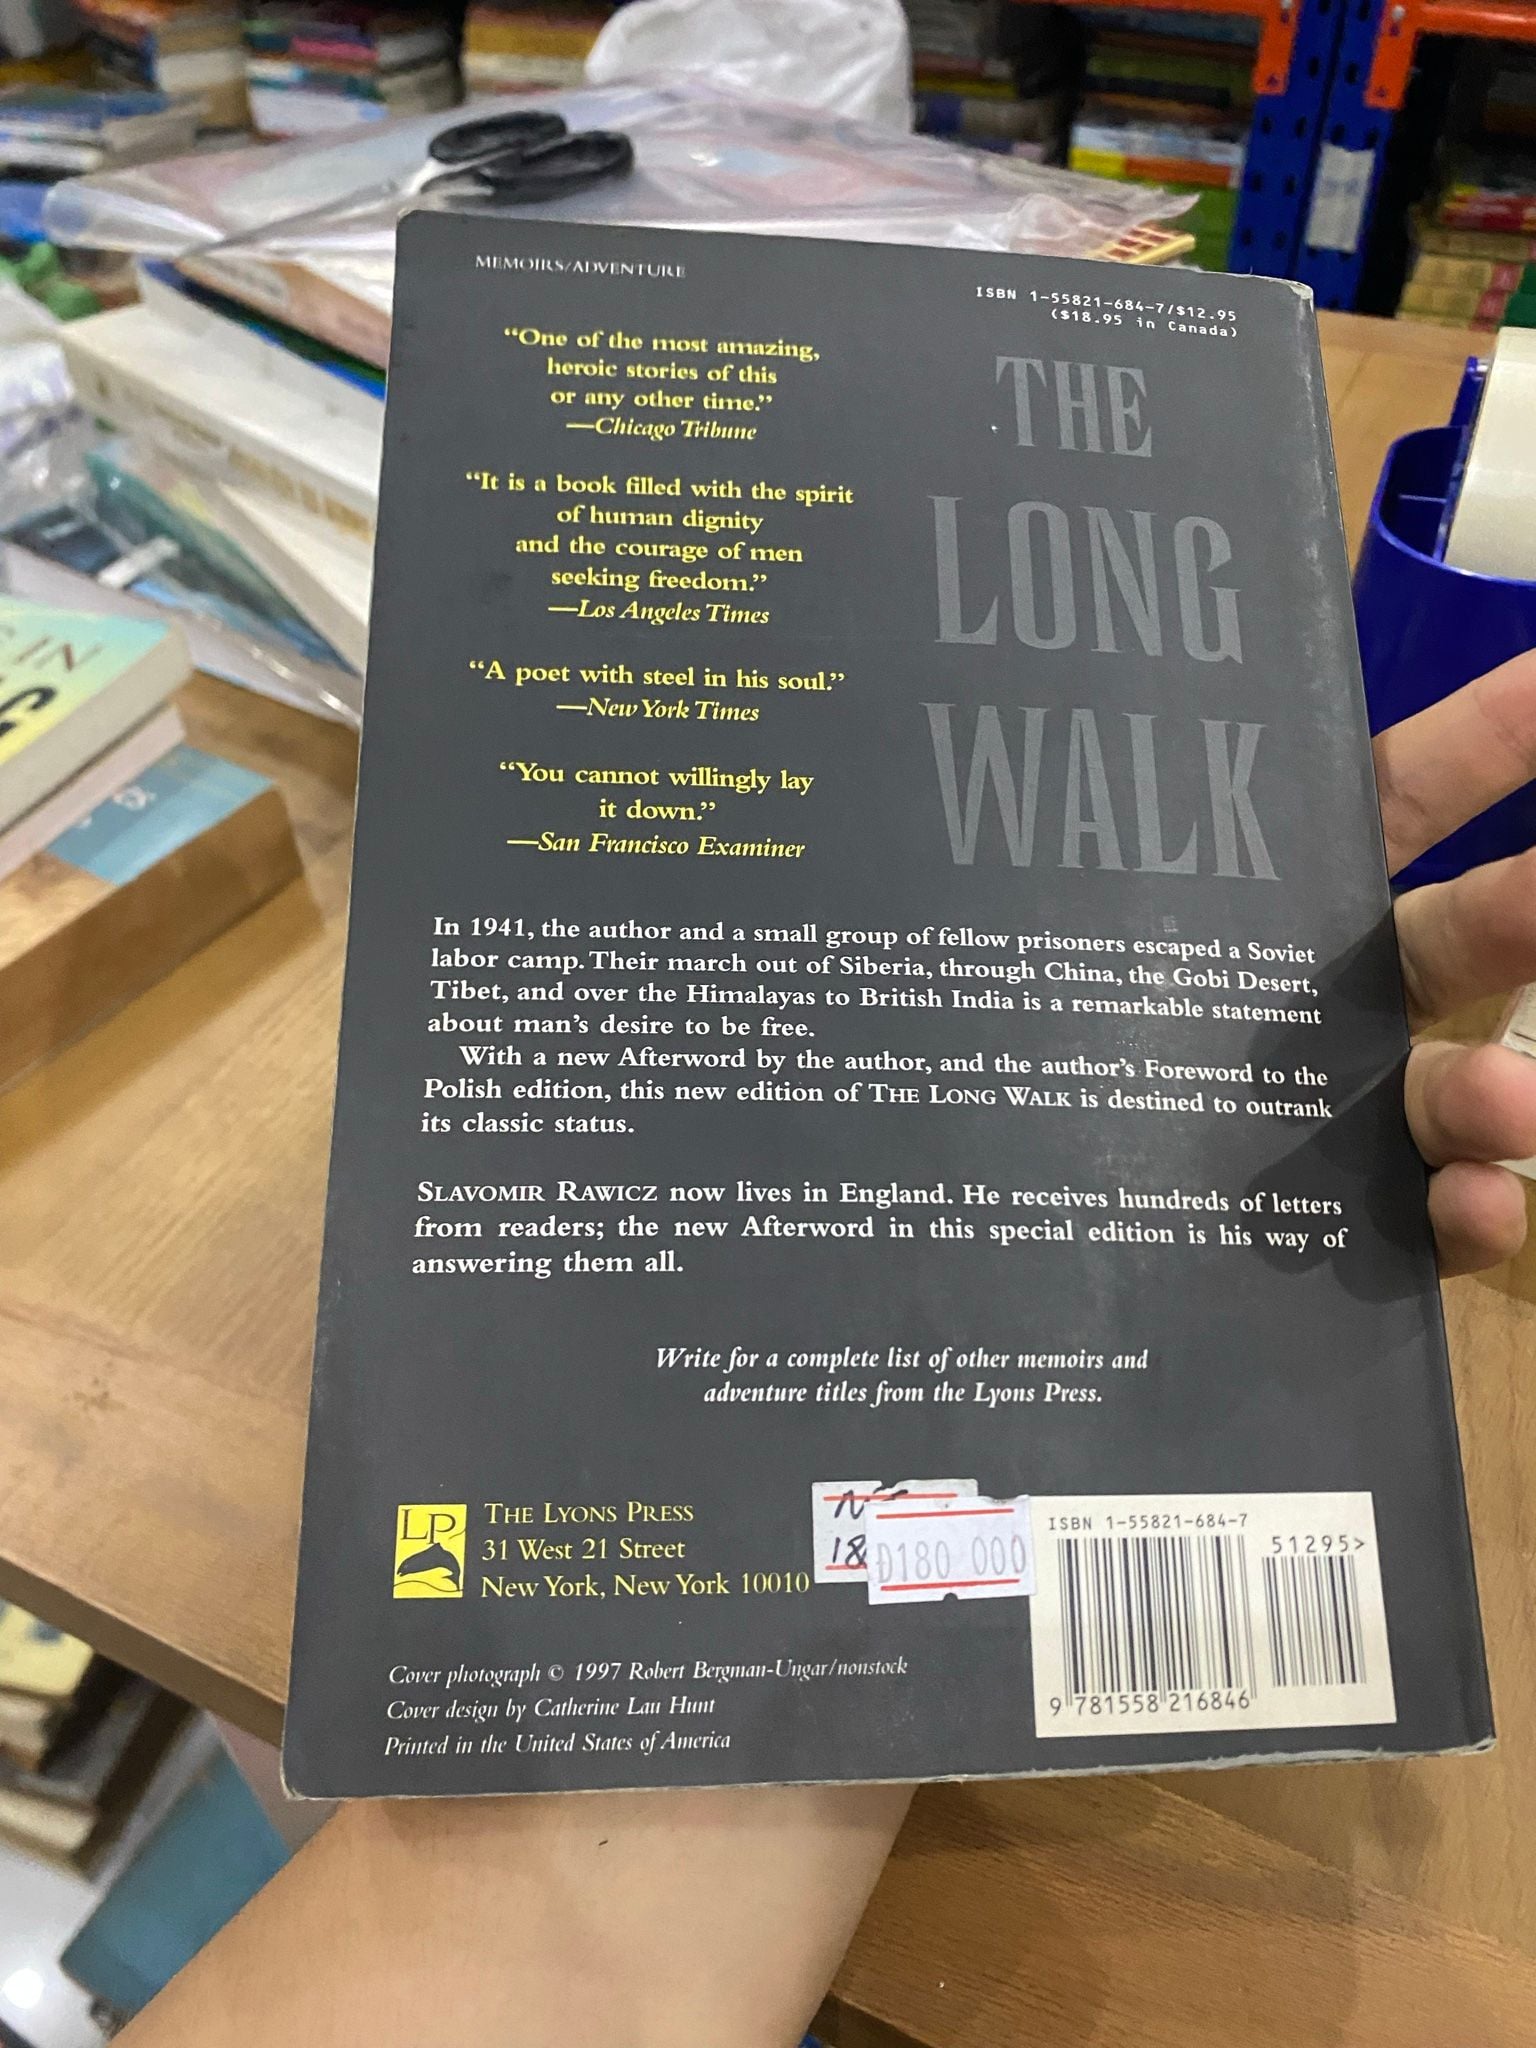 MEMOIRS/ADVENTURE
ISBN 1-55821-684-7/$12.95
($18.95 in Canada)
“One of the most amazing,
heroic stories of this
or any other time.”
—Chicago Tribune
“It is a book filled with the spirit
of human dignity
and the courage of men
seeking freedom.”
—Los Angeles Times
“A poet with steel in his soul.”
—New York Times
“You cannot willingly lay
it down.”
—San Francisco Examiner
THE
LONG
WALK
In 1941, the author and a small group of fellow prisoners escaped a Soviet
labor camp. Their march out of Siberia, through China, the Gobi Desert,
Tibet, and over the Himalayas to British India is a remarkable statement
about man’s desire to be free.
With a new Afterword by the author, and the author’s Foreword to the
Polish edition, this new edition of THE LONG WALK is destined to outrank
its classic status.
SLAVOMIR RAWICZ now lives in England. He receives hundreds of letters
from readers; the new Afterword in this special edition is his way of
answering them all.
Write for a complete list of other memoirs and
adventure titles from the Lyons Press.
LP
THE LYONS PRESS
31 West 21 Street
New York, New York 10010
18
Đ180 000
ISBN 1-55821-684-7
51295>
9 781558 216846
Cover photograph © 1997 Robert Bergman-Ungar/nonstock
Cover design by Catherine Lau Hunt
Printed in the United States of America
IN